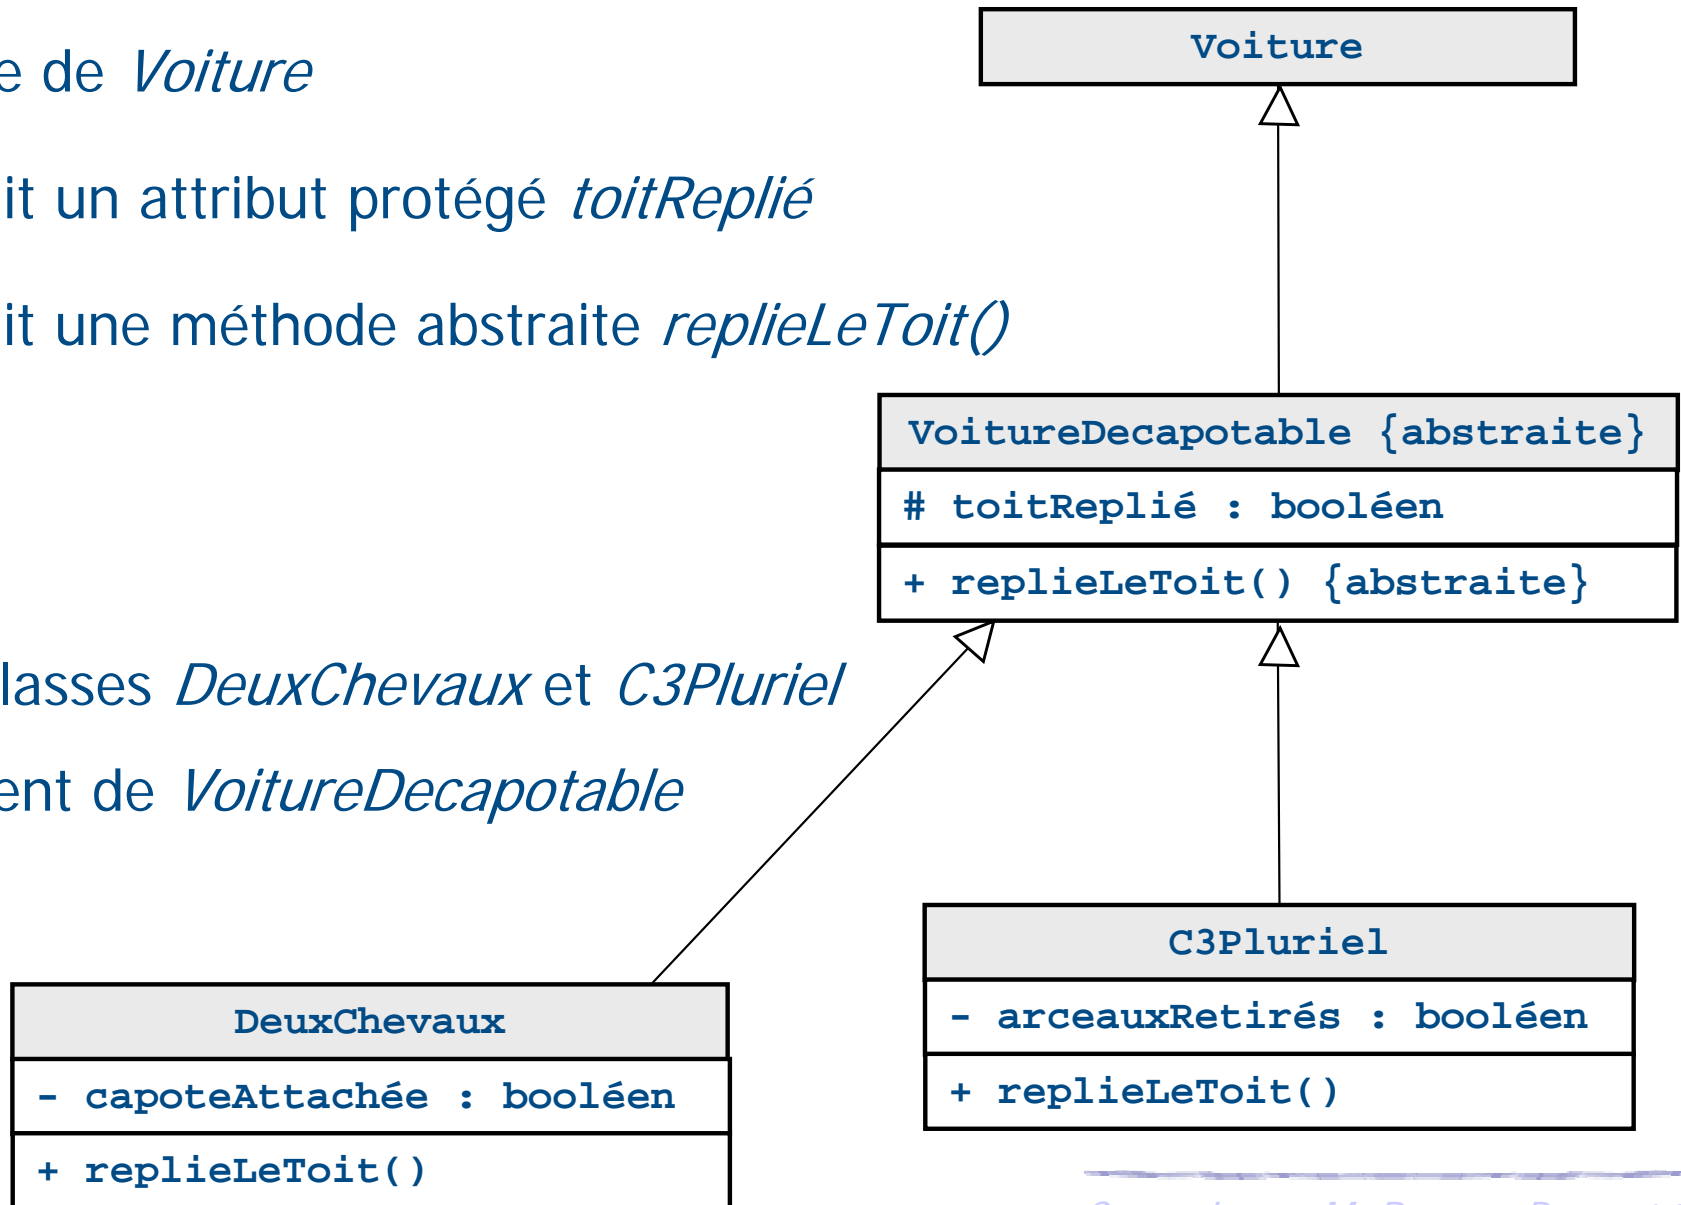 e de Voiture
it un attribut protégé toitReplié
it une méthode abstraite replieLeToit()
lasses DeuxChevaux et C3Pluriel
ent de VoitureDecapotable
Voiture
VoitureDecapotable {abstraite}
# toitReplié : booléen
+ replieLeToit() {abstraite}
DeuxChevaux
- capoteAttachée : booléen
+ replieLeToit()
C3Pluriel
- arceauxRetirés : booléen
+ replieLeToit()